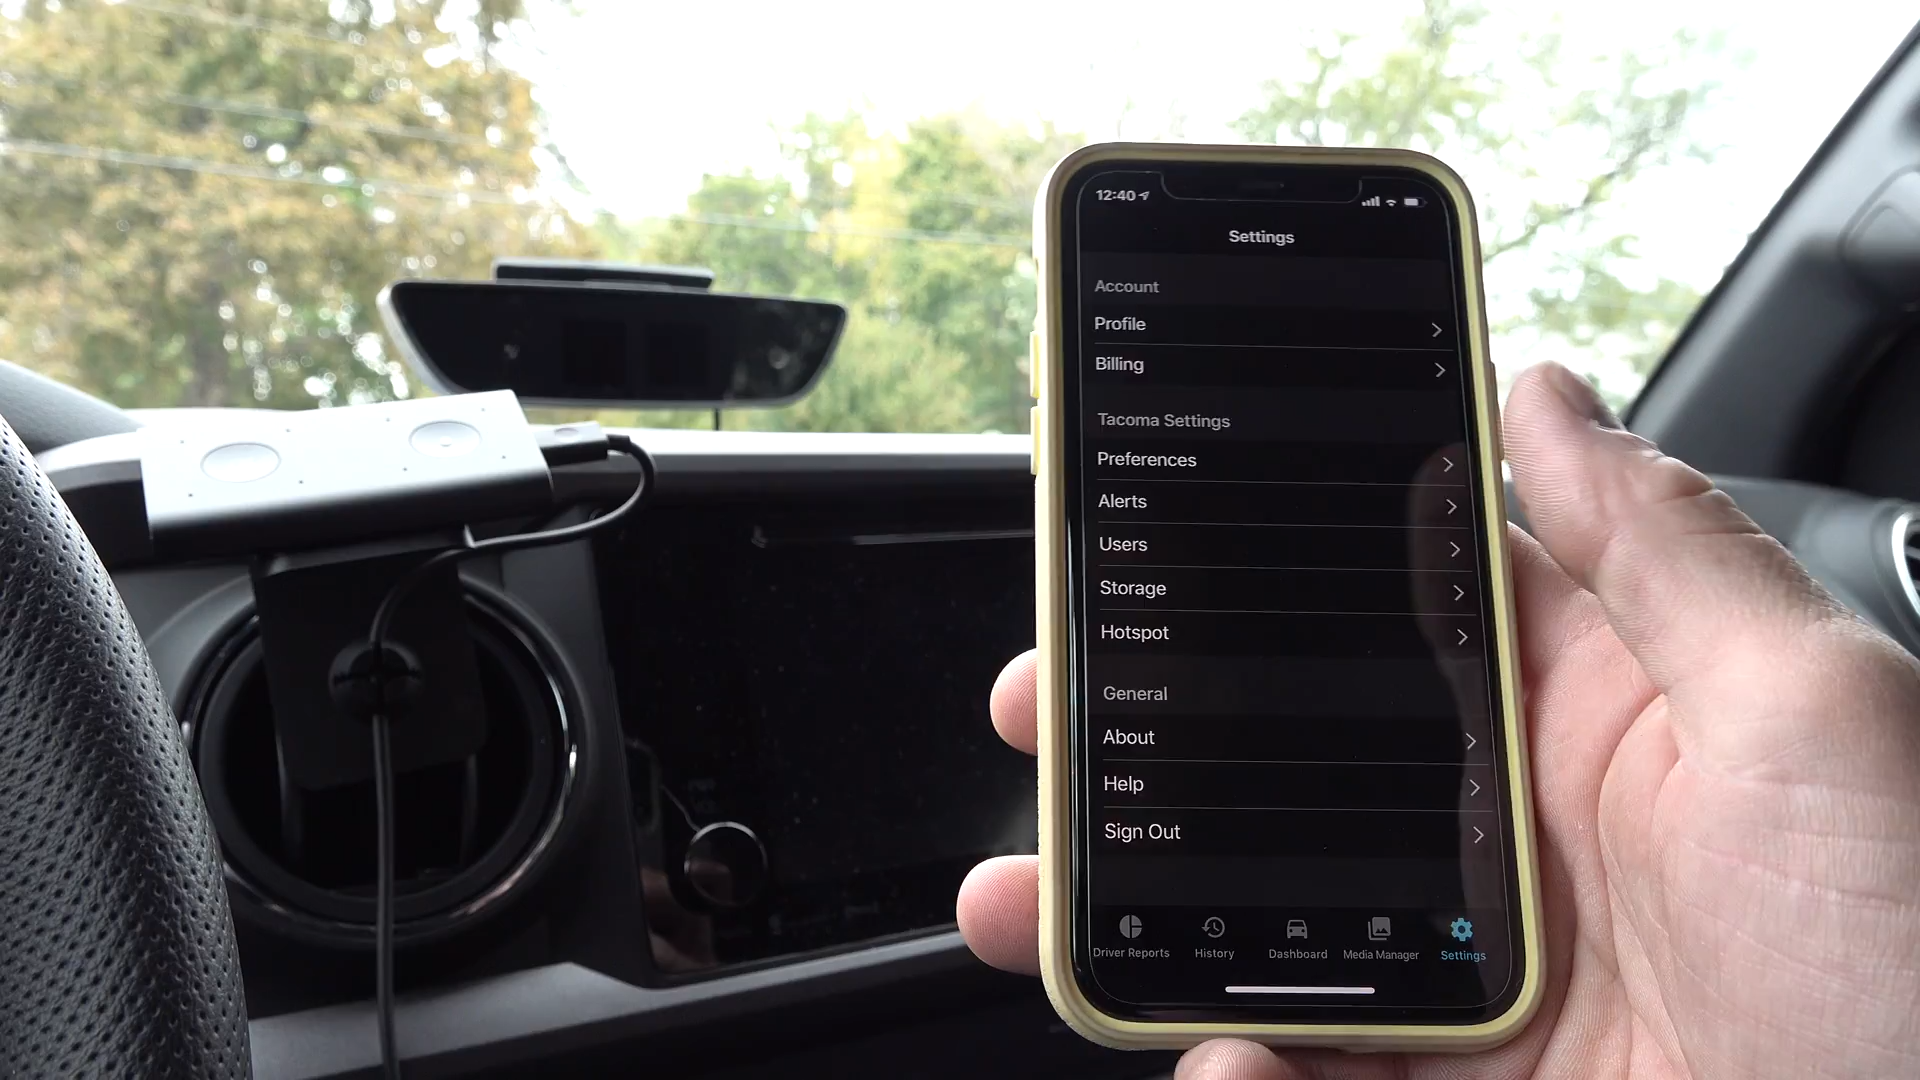 12:40
Settings
Account
Profile
Billing
Tacoma Settings
Preferences
Alerts
Users
Storage
Hotspot
General
About
Help
Sign Out
Driver Reports
History
Dashboard
Media Manager
Settings